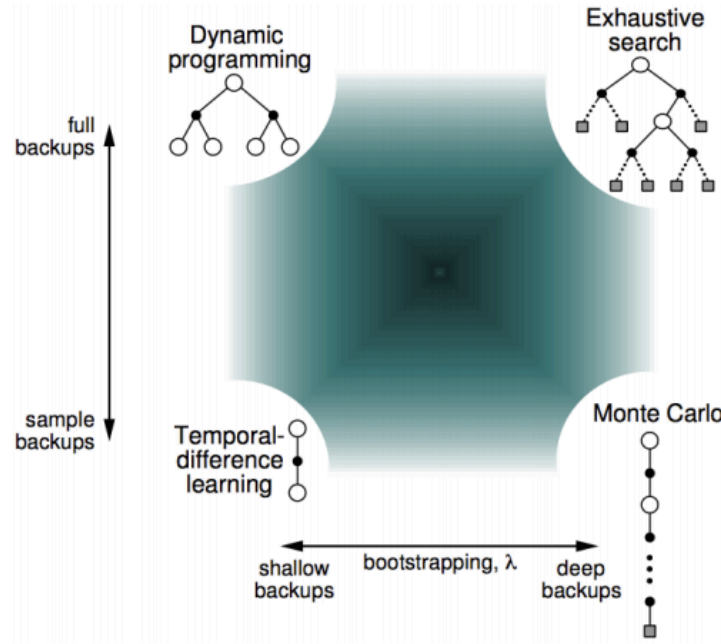 Dynamic
programming
Exhaustive
search
full
backups
sample
backups
Temporal-
difference
learning
Monte Carlo
shallow
backups
bootstrapping, λ
deep
backups